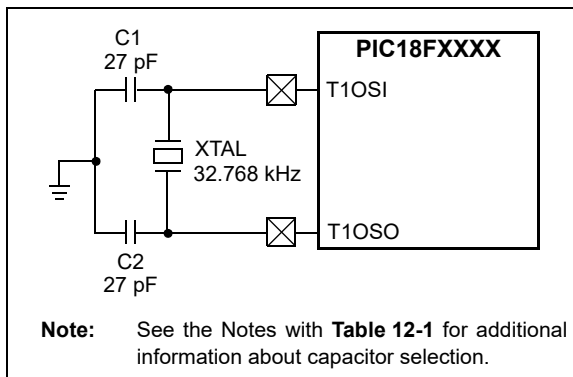 C1
27 pF
PIC18FXXXX
T1OSI
XTAL
32.768 kHz
T1OSO
C2
27 pF
Note: See the Notes with Table 12-1 for additional
information about capacitor selection.